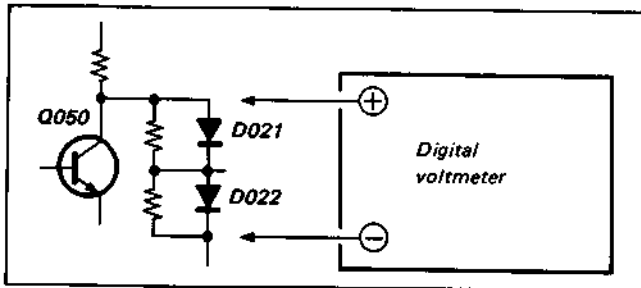 Q050
D021
D022
+
Digital
voltmeter
−